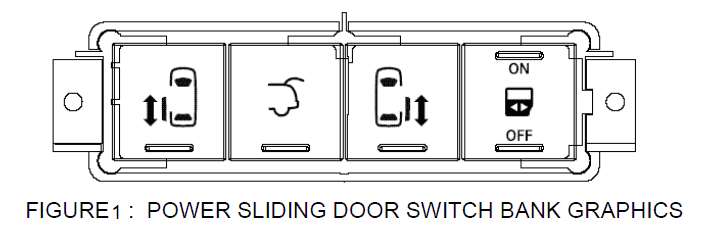 ON
OFF
FIGURE1 : POWER SLIDING DOOR SWITCH BANK GRAPHICS